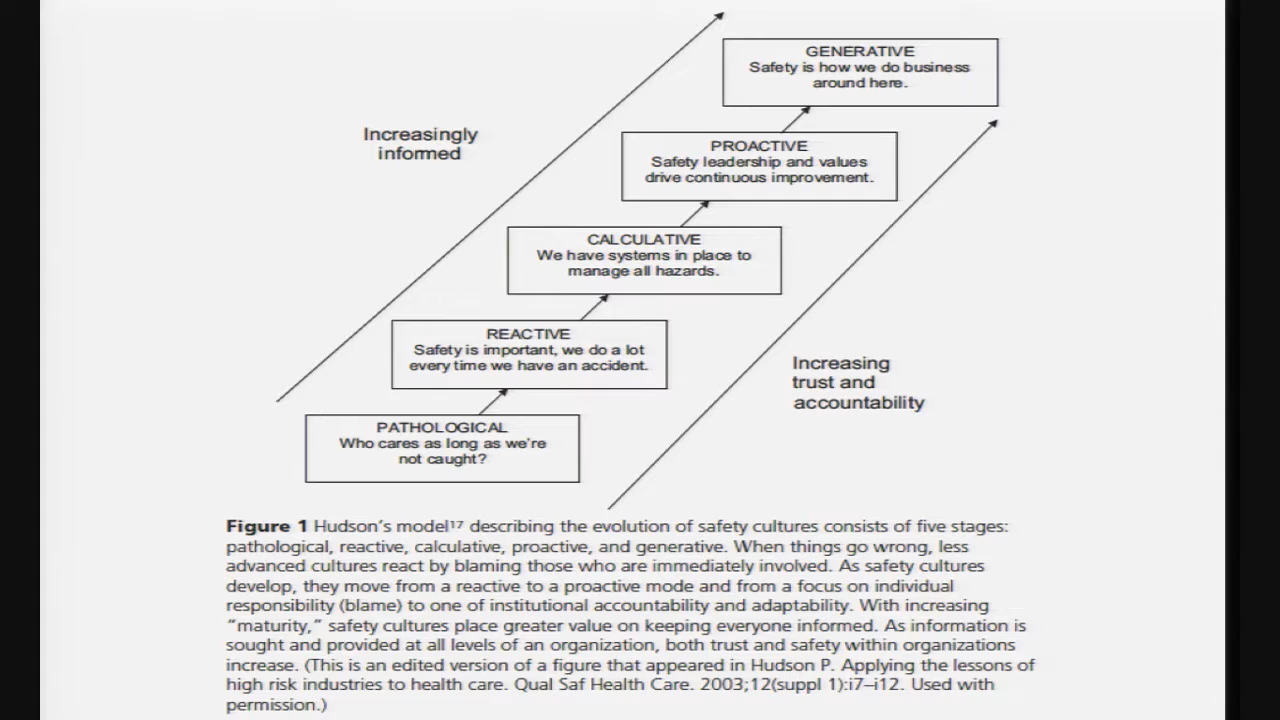 GENERATIVE
Safety is how we do business
around here.
Increasingly
informed
PROACTIVE
Safety leadership and values
drive continuous improvement.
CALCULATIVE
We have systems in place to
manage all hazards.
REACTIVE
Safety is important, we do a lot
every time we have an accident.
Increasing
trust and
accountability
PATHOLOGICAL
Who cares as long as we're
not caught?
Figure 1 Hudson's model¹⁷ describing the evolution of safety cultures consists of five stages:
pathological, reactive, calculative, proactive, and generative. When things go wrong, less
advanced cultures react by blaming those who are immediately involved. As safety cultures
develop, they move from a reactive to a proactive mode and from a focus on individual
responsibility (blame) to one of institutional accountability and adaptability. With increasing
"maturity," safety cultures place greater value on keeping everyone informed. As information is
sought and provided at all levels of an organization, both trust and safety within organizations
increase. (This is an edited version of a figure that appeared in Hudson P. Applying the lessons of
high risk industries to health care. Qual Saf Health Care. 2003;12(suppl 1):i7–i12. Used with
permission.)